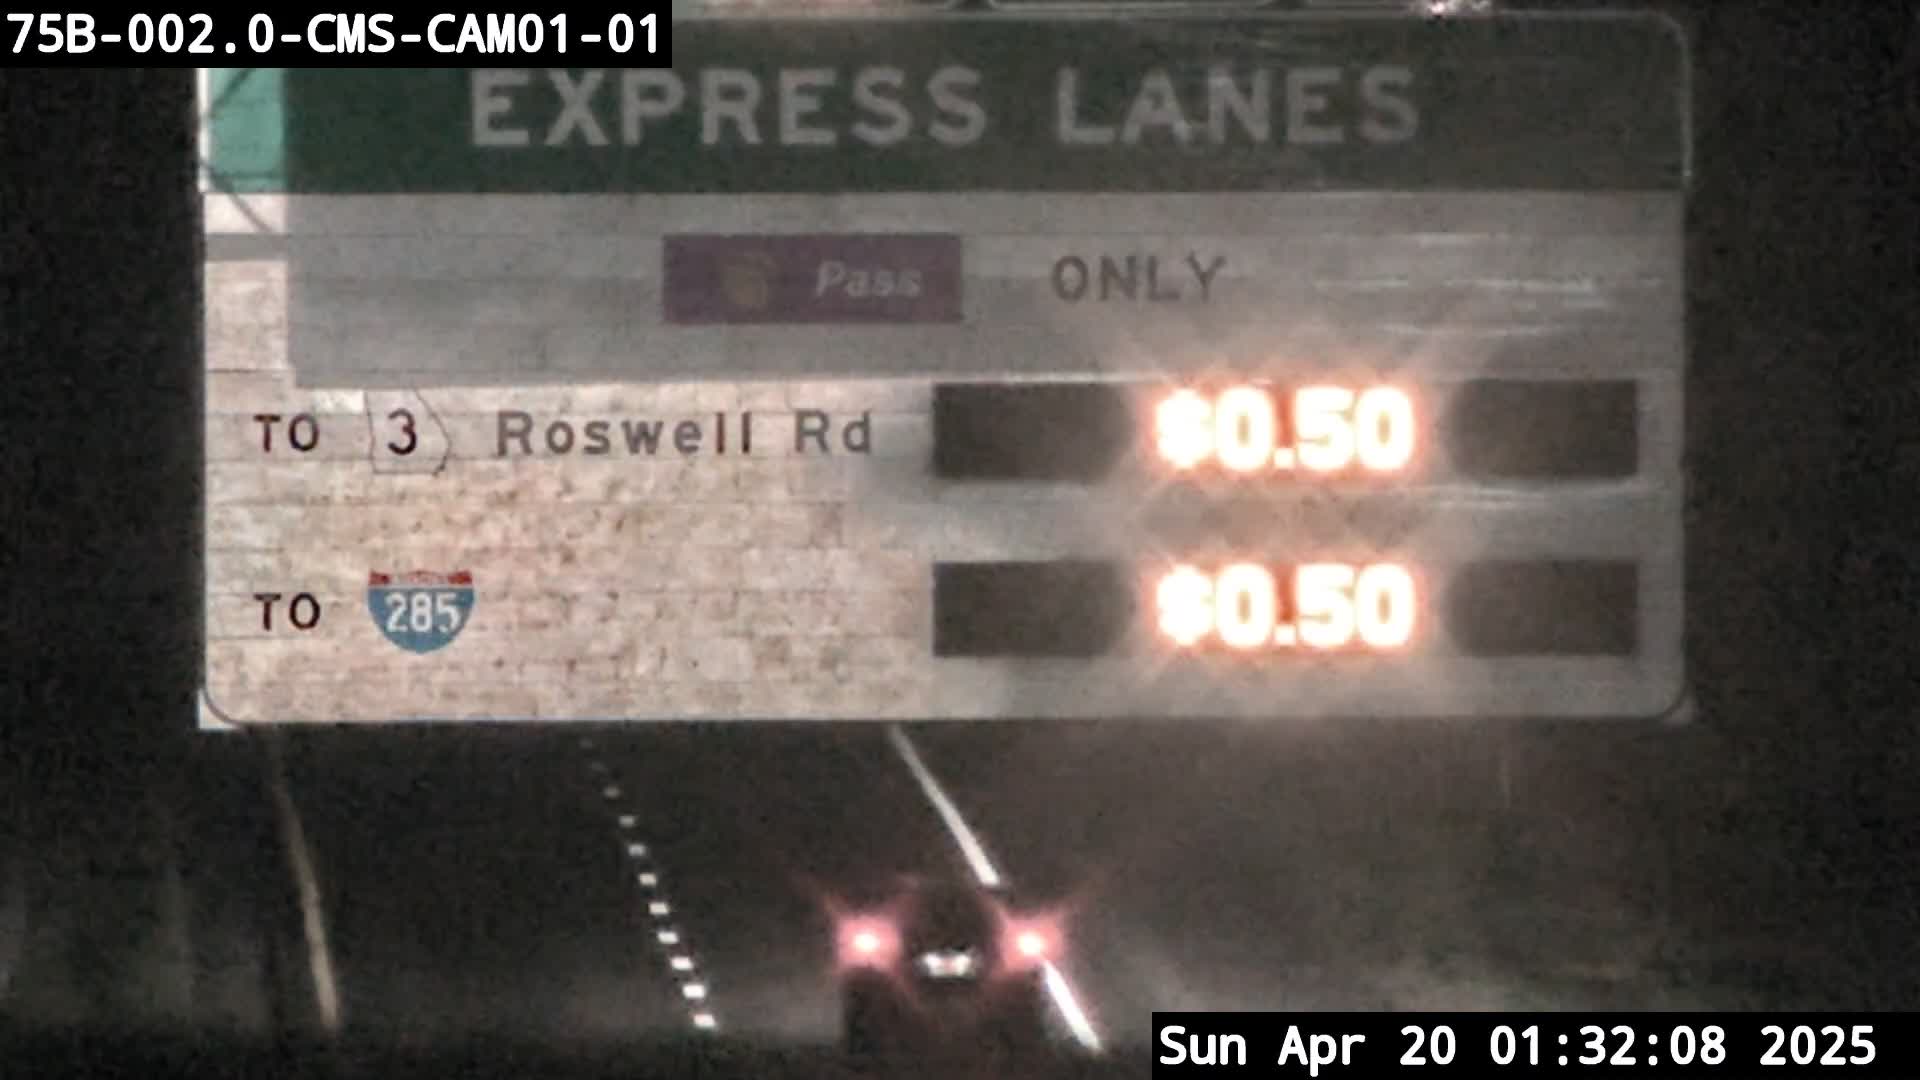 75B-002.0-CMS-CAM01-01
EXPRESS LANES
Pass ONLY
TO 3 Roswell Rd $0.50
TO 285 $0.50
Sun Apr 20 01:32:08 2025